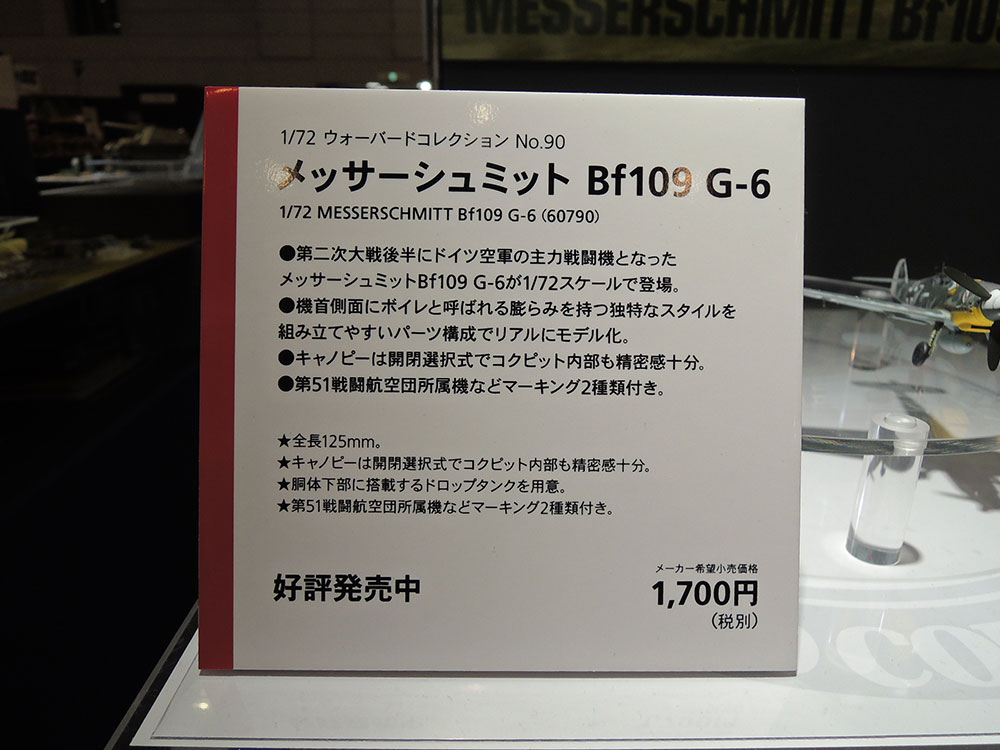 MESSERSCHMITT Bf109
1/72 ウォーバードコレクション No.90
メッサーシュミット Bf109 G-6
1/72 MESSERSCHMITT Bf109 G-6（60790）
●第二次大戦後半にドイツ空軍の主力戦闘機となった
メッサーシュミットBf109 G-6が1/72スケールで登場。
●機首側面にボイレと呼ばれる膨らみを持つ独特なスタイルを
組み立てやすいパーツ構成でリアルにモデル化。
●キャノピーは開閉選択式でコクピット内部も精密感十分。
●第51戦闘航空団所属機などマーキング2種類付き。
★全長125mm。
★キャノピーは開閉選択式でコクピット内部も精密感十分。
★胴体下部に搭載するドロップタンクを用意。
★第51戦闘航空団所属機などマーキング2種類付き。
好評発売中
メーカー希望小売価格
1,700円
（税別）